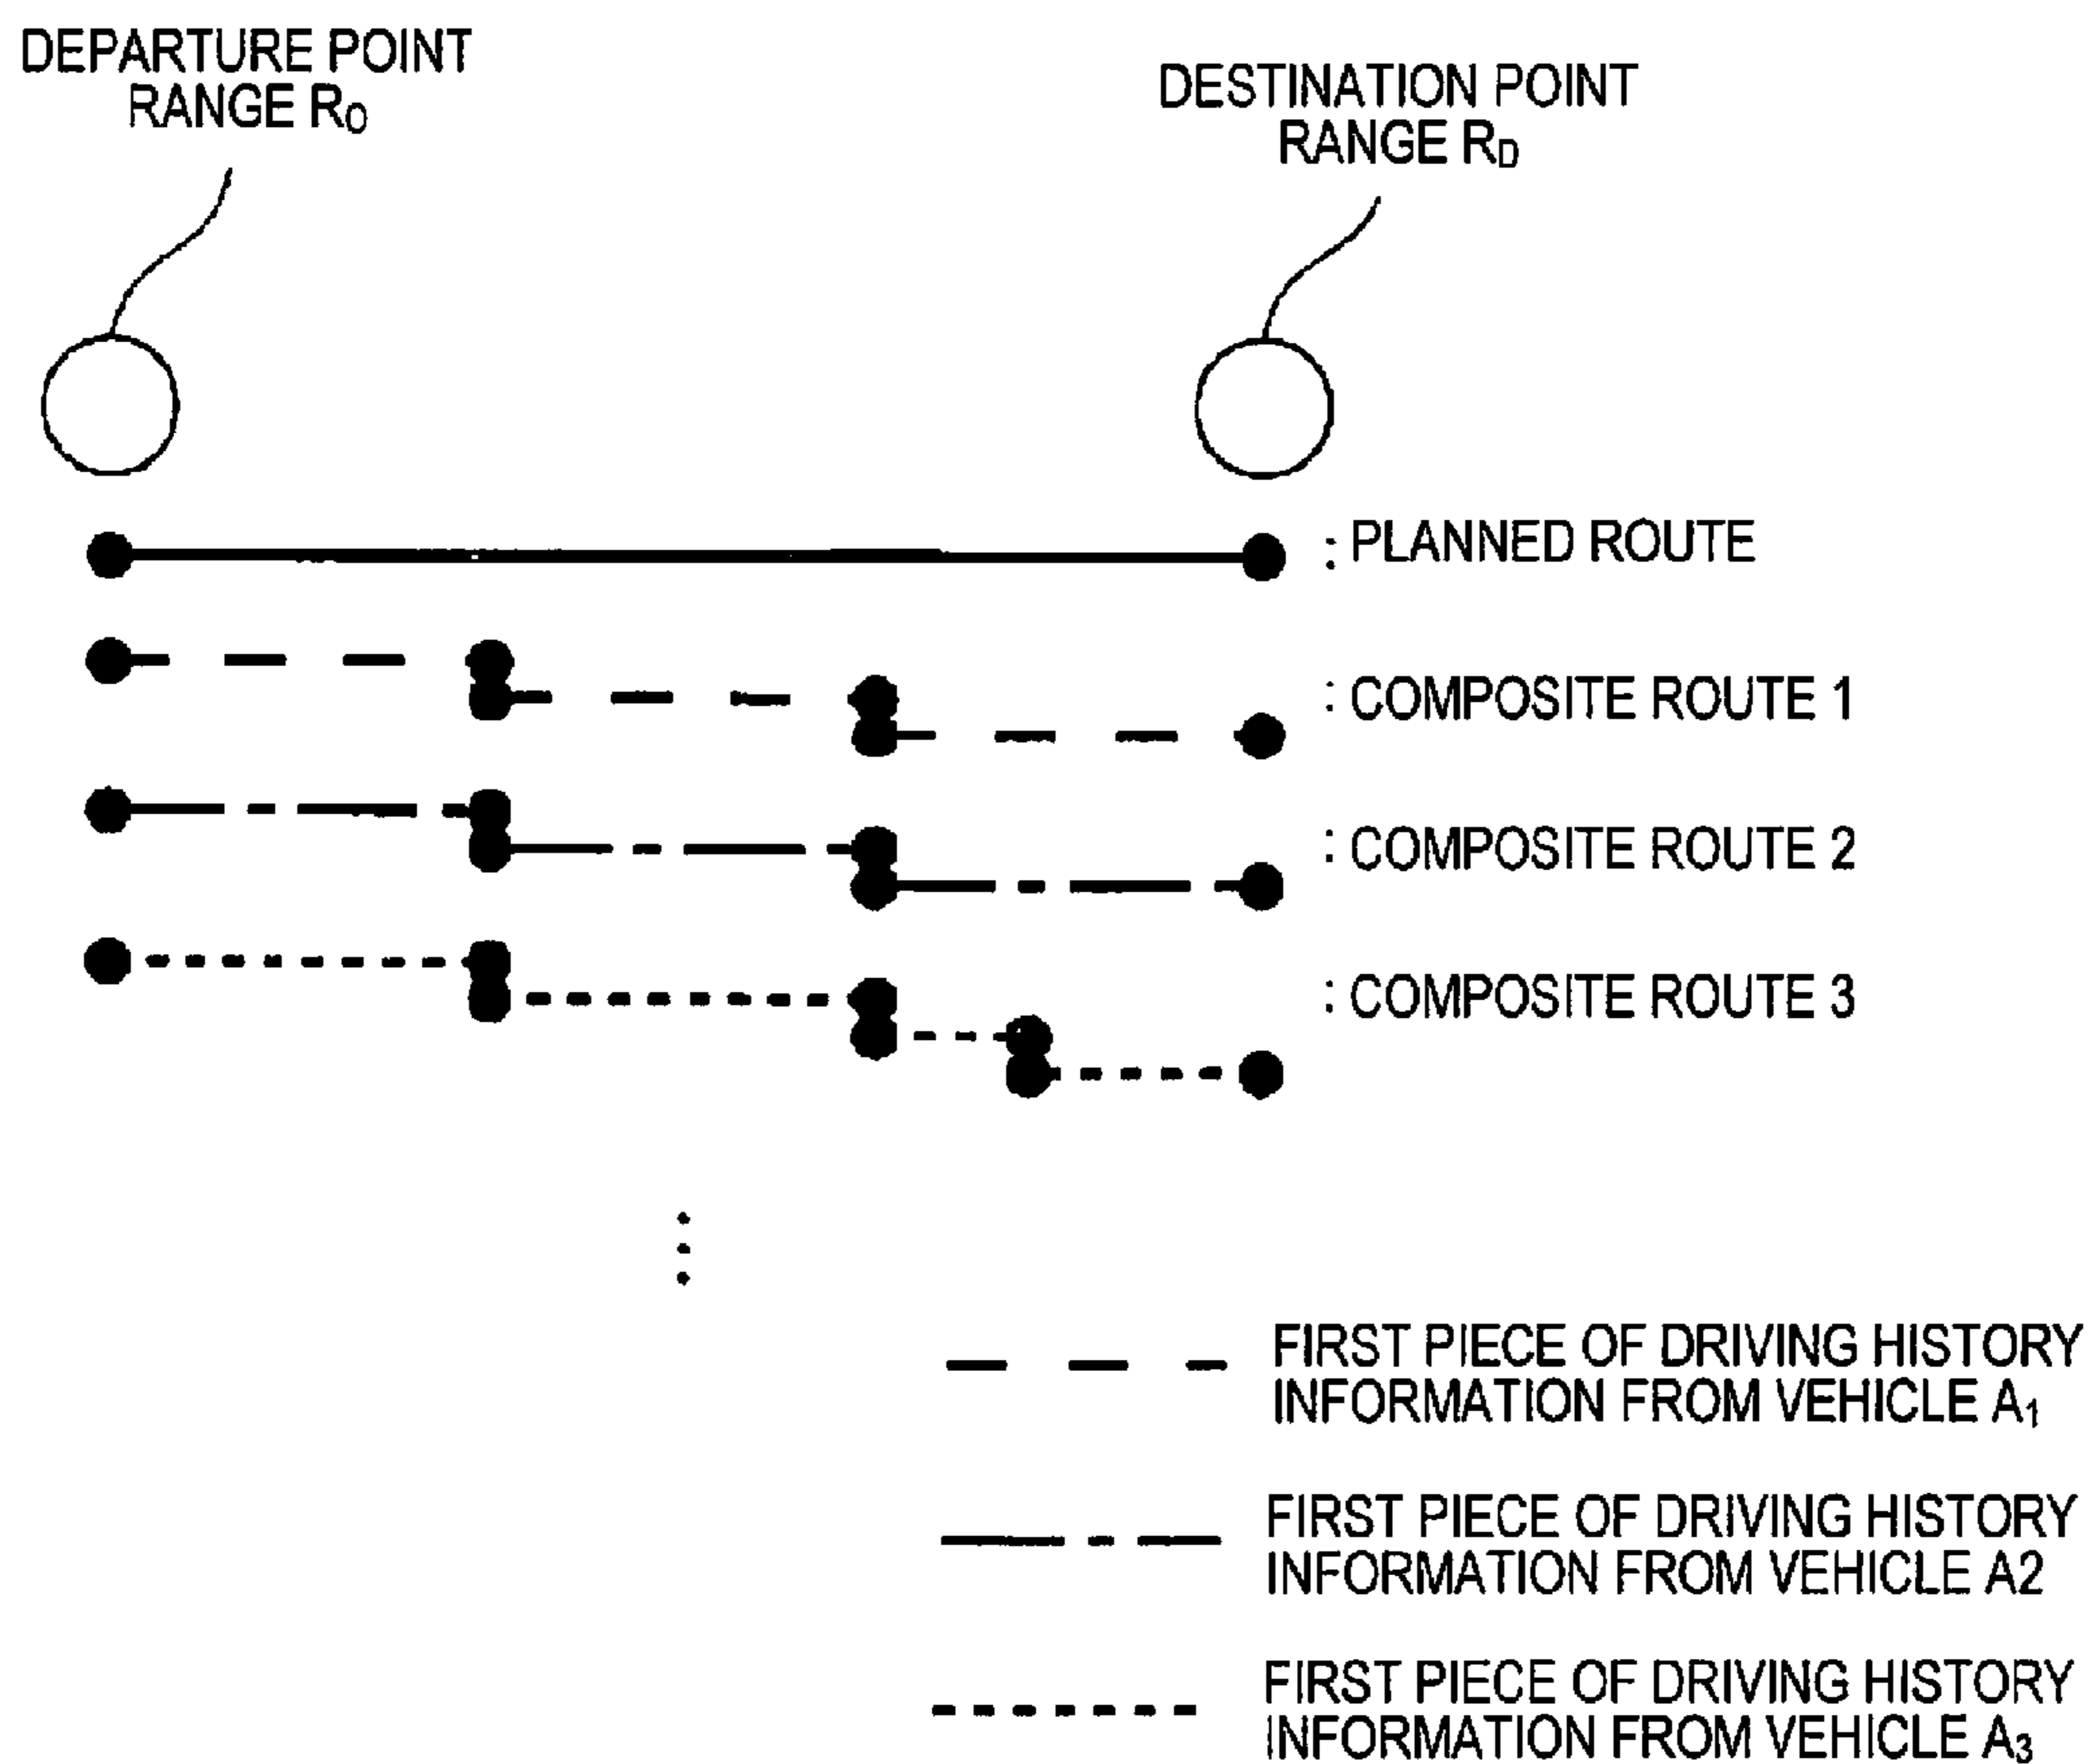 DEPARTURE POINT
RANGE R₀
DESTINATION POINT
RANGE R_D
: PLANNED ROUTE
: COMPOSITE ROUTE 1
: COMPOSITE ROUTE 2
: COMPOSITE ROUTE 3
FIRST PIECE OF DRIVING HISTORY
INFORMATION FROM VEHICLE A₁
FIRST PIECE OF DRIVING HISTORY
INFORMATION FROM VEHICLE A2
FIRST PIECE OF DRIVING HISTORY
INFORMATION FROM VEHICLE A₃